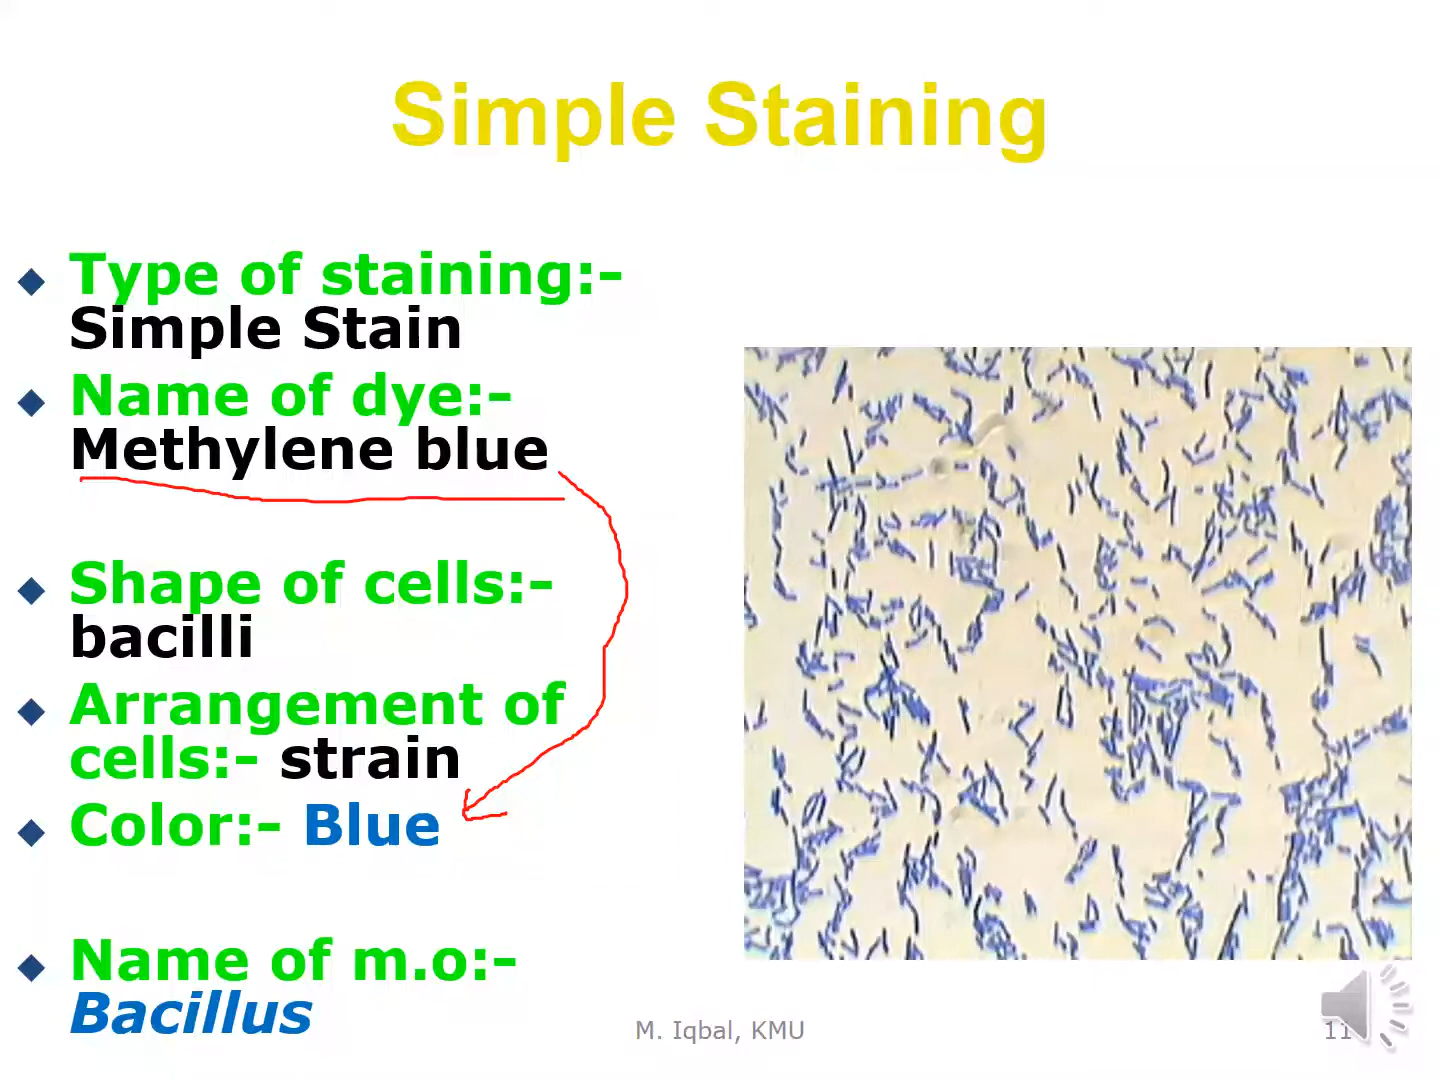 Simple Staining
Type of staining:-
Simple Stain
Name of dye:-
Methylene blue
Shape of cells:-
bacilli
Arrangement of
cells:- strain
Color:- Blue
Name of m.o:-
Bacillus
M. Iqbal, KMU
11